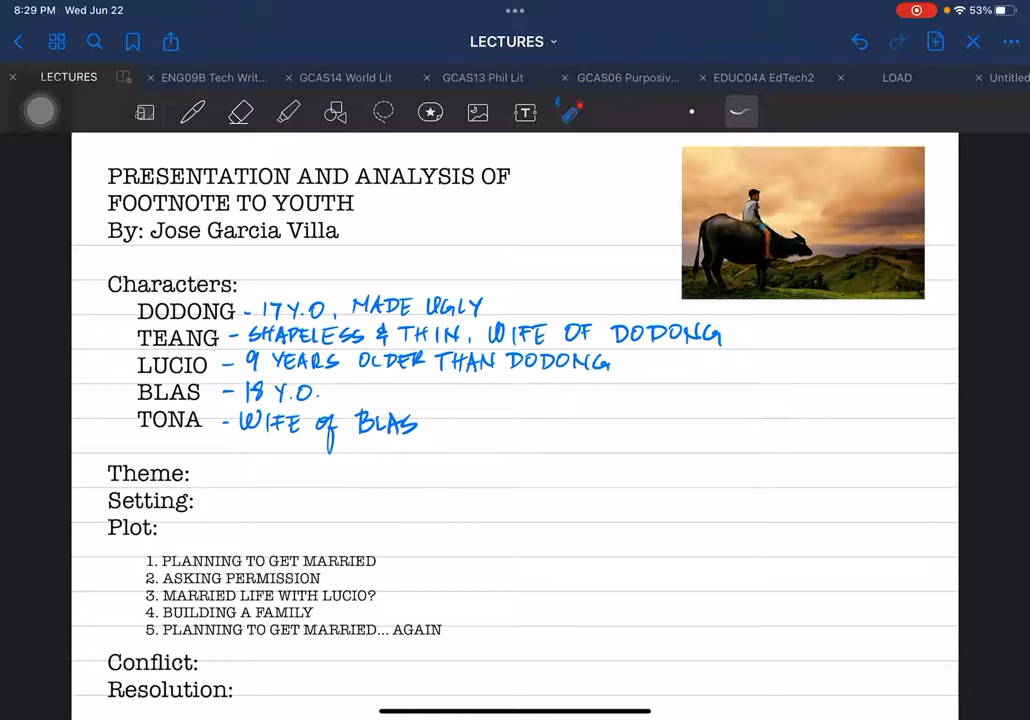 8:29 PM Wed Jun 22
53%
LECTURES
LECTURES
ENG09B Tech Writ...
GCAS14 World Lit
GCAS13 Phil Lit
GCAS06 Purposiv...
EDUC04A EdTech2
LOAD
Untitled
PRESENTATION AND ANALYSIS OF
FOOTNOTE TO YOUTH
By: Jose Garcia Villa
Characters:
DODONG - 17 Y.O, MADE UGLY
TEANG - SHAPELESS & THIN, WIFE OF DODONG
LUCIO - 9 YEARS OLDER THAN DODONG
BLAS - 18 Y.O.
TONA - WIFE of BLAS
Theme:
Setting:
Plot:
1. PLANNING TO GET MARRIED
2. ASKING PERMISSION
3. MARRIED LIFE WITH LUCIO?
4. BUILDING A FAMILY
5. PLANNING TO GET MARRIED... AGAIN
Conflict:
Resolution: